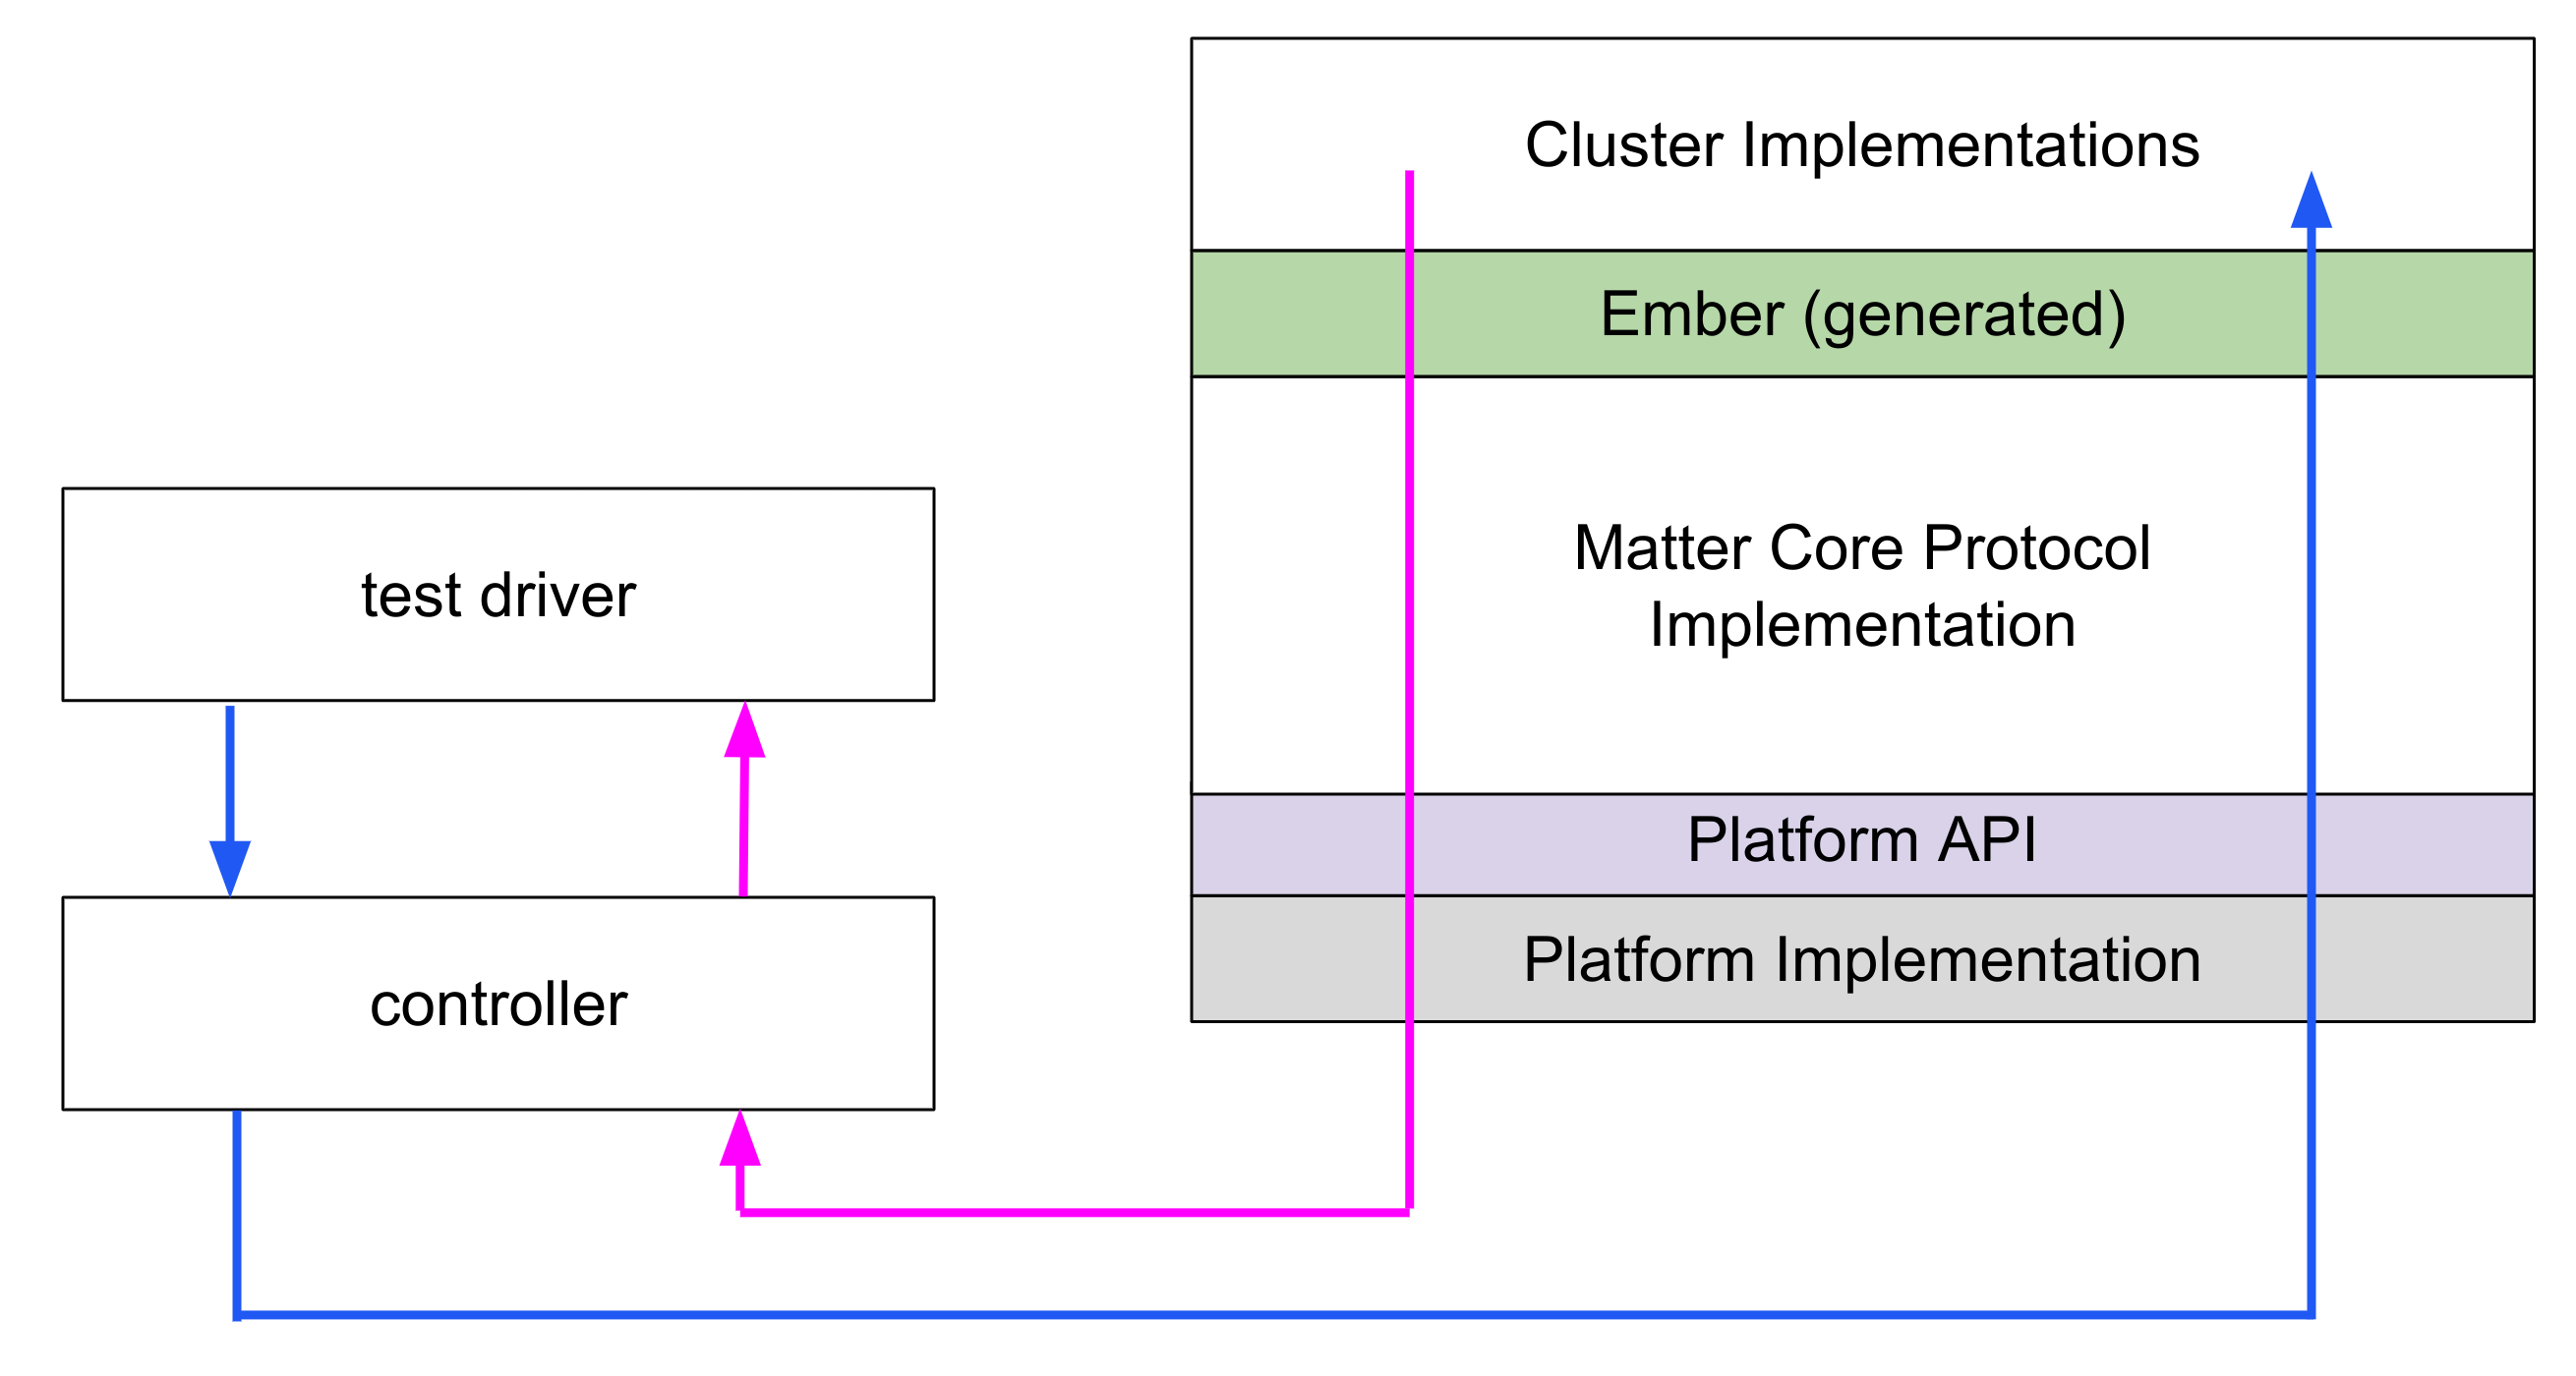 Cluster Implementations
Ember (generated)
Matter Core Protocol
Implementation
Platform API
Platform Implementation
test driver
controller